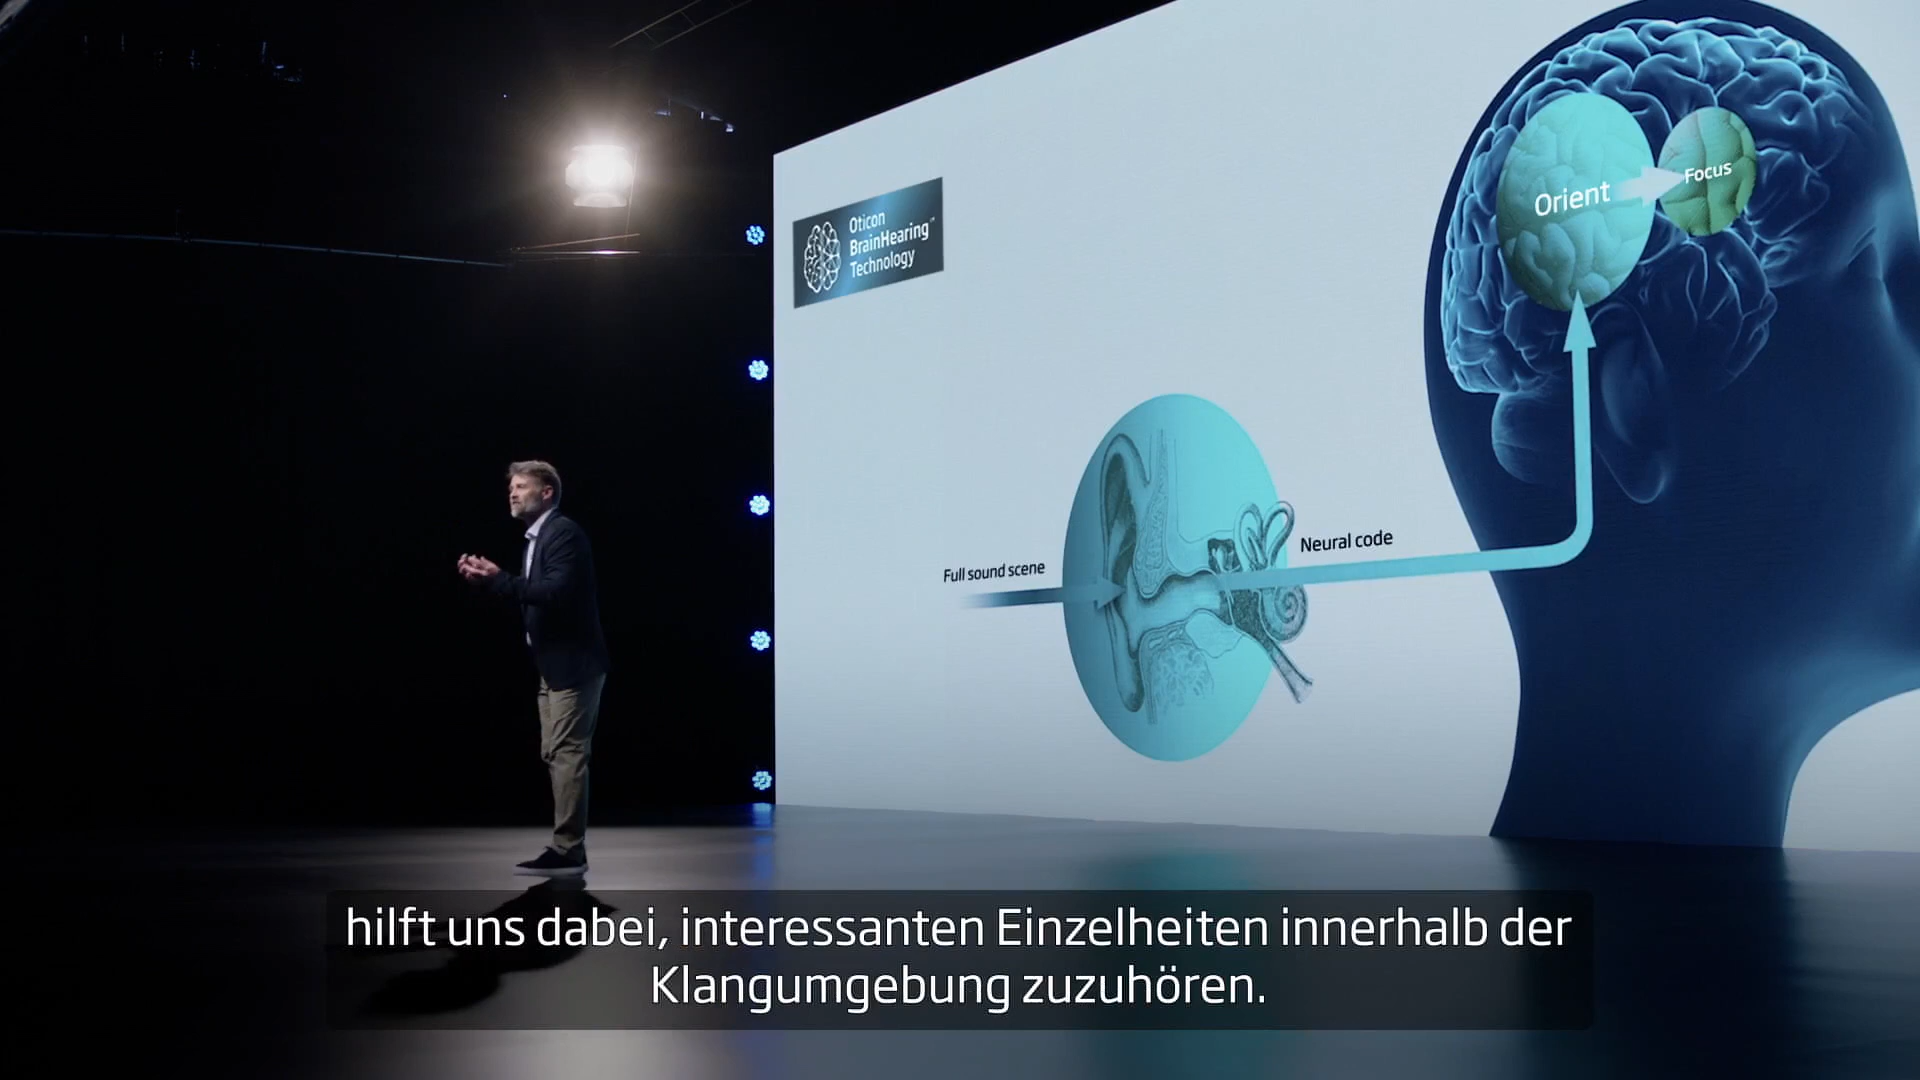 Oticon
BrainHearing™
Technology
Orient
Focus
Full sound scene
Neural code
hilft uns dabei, interessanten Einzelheiten innerhalb der
Klangumgebung zuzuhören.